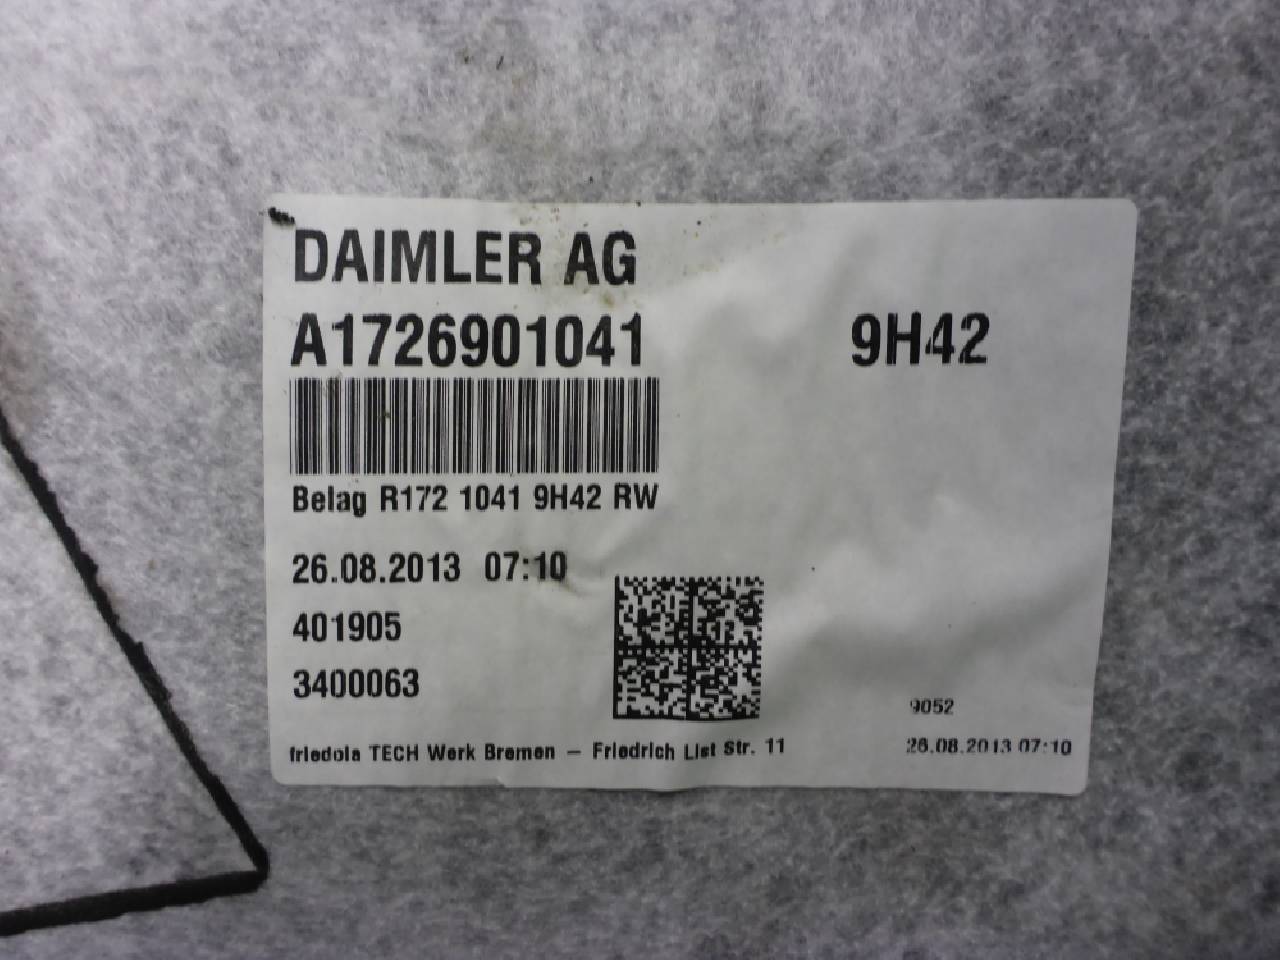 DAIMLER AG
A1726901041 9H42
Belag R172 1041 9H42 RW
26.08.2013 07:10
401905
3400063
9052
friedola TECH Werk Bremen – Friedrich List Str. 11 26.08.2013 07:10